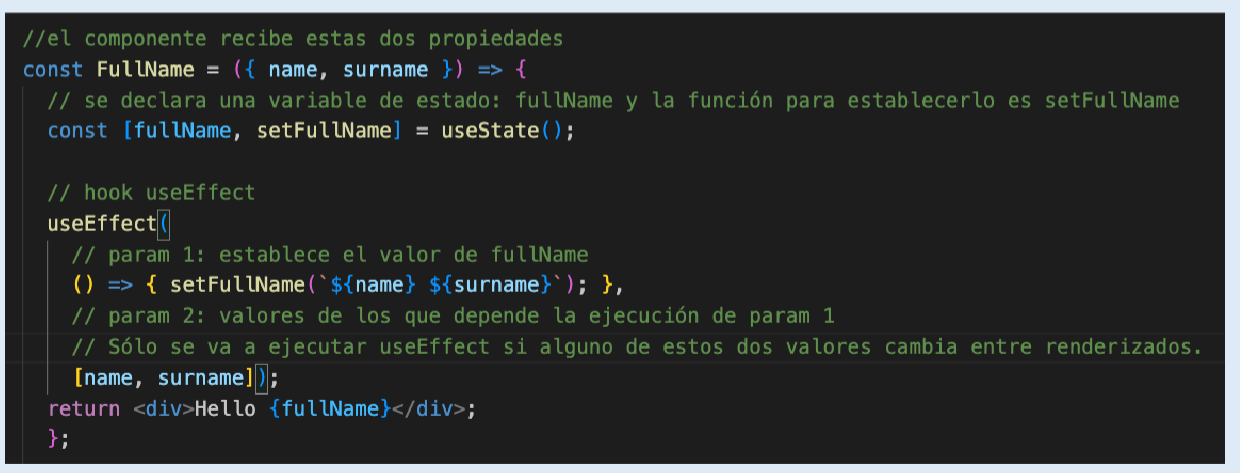 //el componente recibe estas dos propiedades
const FullName = ({ name, surname }) => {
// se declara una variable de estado: fullName y la función para establecerlo es setFullName
const [fullName, setFullName] = useState();
// hook useEffect
useEffect(
// param 1: establece el valor de fullName
() => { setFullName(`${name} ${surname}`); },
// param 2: valores de los que depende la ejecución de param 1
// Sólo se va a ejecutar useEffect si alguno de estos dos valores cambia entre renderizados.
[name, surname]);
return <div>Hello {fullName}</div>;
};